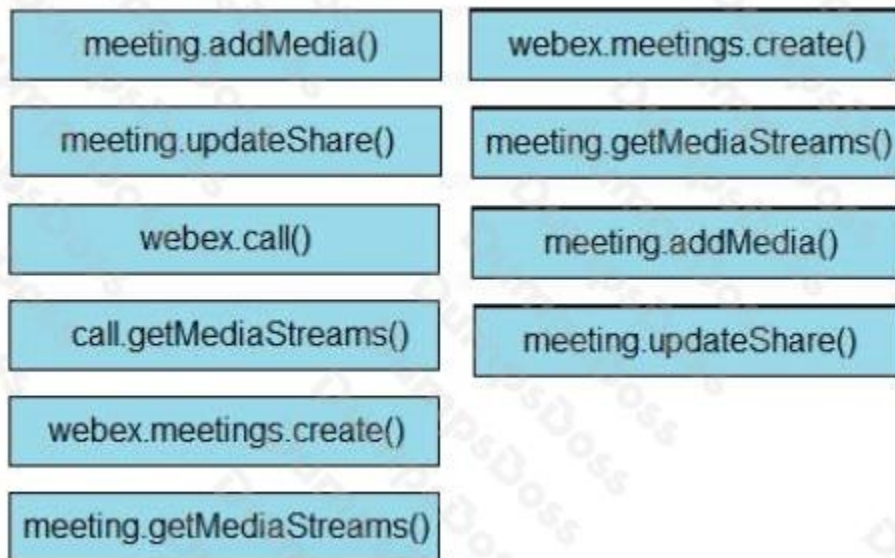 meeting.addMedia()
meeting.updateShare()
webex.call()
call.getMediaStreams()
webex.meetings.create()
meeting.getMediaStreams()
webex.meetings.create()
meeting.getMediaStreams()
meeting.addMedia()
meeting.updateShare()
DumpsDoss